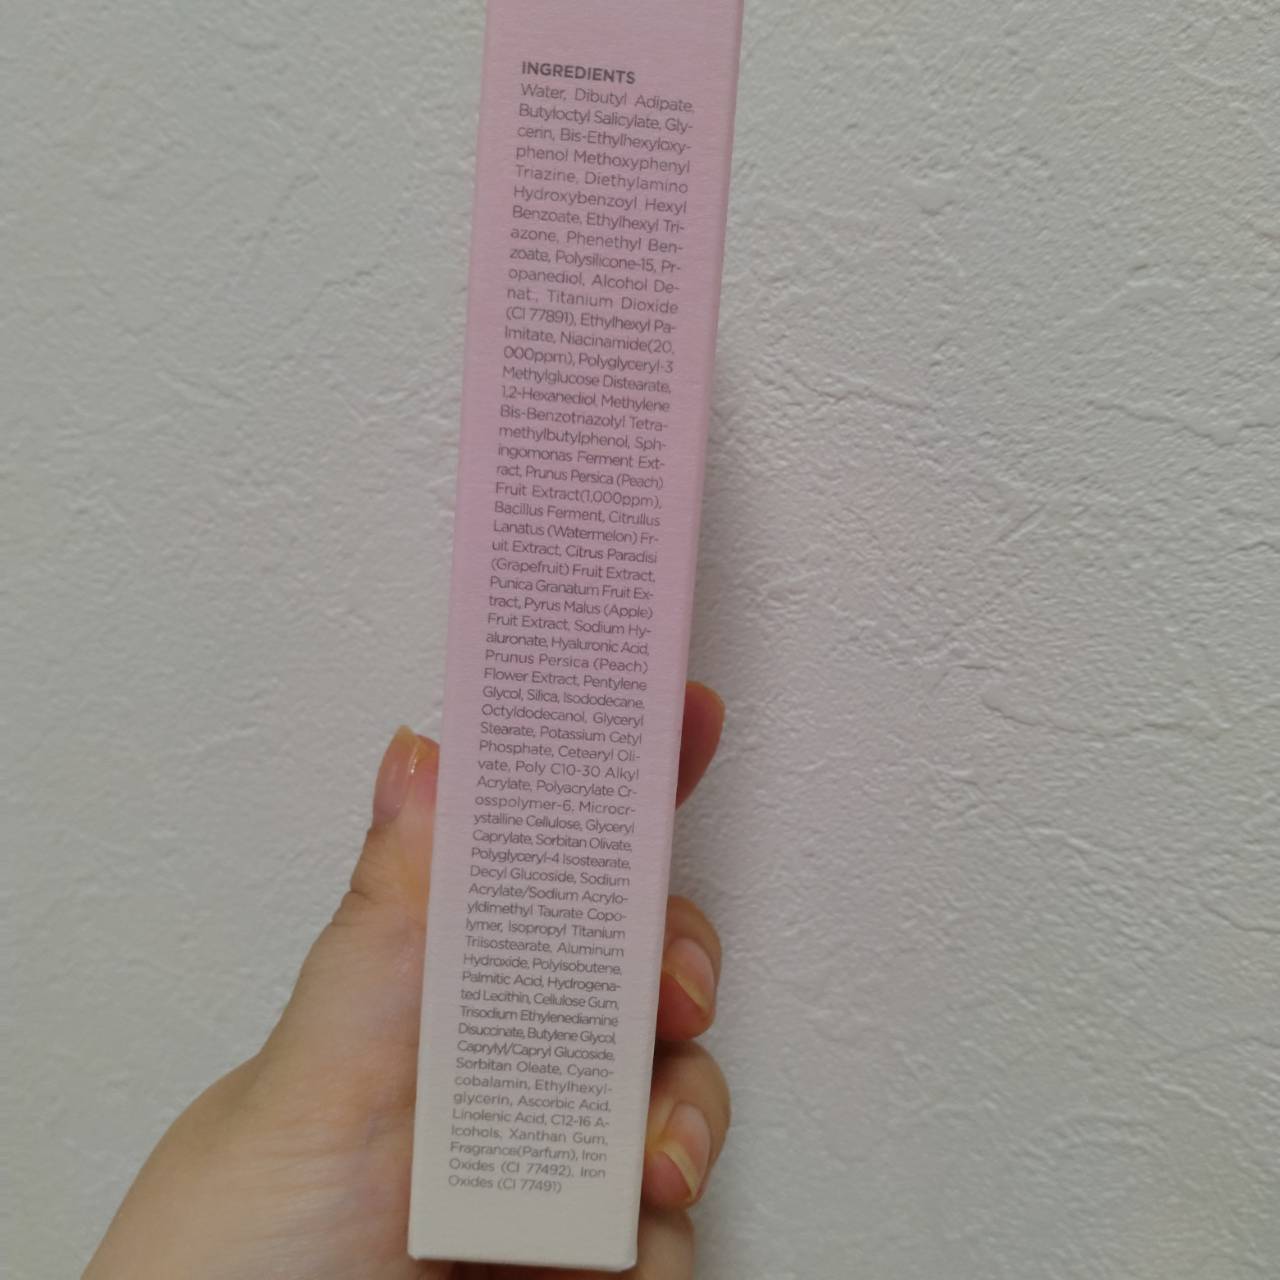 INGREDIENTS
Water, Dibutyl Adipate,
Butyloctyl Salicylate, Gly-
cerin, Bis-Ethylhexyloxy-
phenol Methoxyphenyl
Triazine, Diethylamino
Hydroxybenzoyl Hexyl
Benzoate, Ethylhexyl Tri-
azone, Phenethyl Ben-
zoate, Polysilicone-15, Pr-
opanediol, Alcohol De-
nat., Titanium Dioxide
(CI 77891), Ethylhexyl Pa-
lmitate, Niacinamide(20,
000ppm), Polyglyceryl-3
Methylglucose Distearate,
1,2-Hexanediol, Methylene
Bis-Benzotriazolyl Tetra-
methylbutylphenol, Sph-
ingomonas Ferment Ext-
ract, Prunus Persica (Peach)
Fruit Extract(1,000ppm),
Bacillus Ferment, Citrullus
Lanatus (Watermelon) Fr-
uit Extract, Citrus Paradisi
(Grapefruit) Fruit Extract,
Punica Granatum Fruit Ex-
tract, Pyrus Malus (Apple)
Fruit Extract, Sodium Hy-
aluronate, Hyaluronic Acid,
Prunus Persica (Peach)
Flower Extract, Pentylene
Glycol, Silica, Isododecane,
Octyldodecanol, Glyceryl
Stearate, Potassium Cetyl
Phosphate, Cetearyl Oli-
vate, Poly C10-30 Alkyl
Acrylate, Polyacrylate Cr-
osspolymer-6, Microcr-
ystalline Cellulose, Glyceryl
Caprylate, Sorbitan Olivate,
Polyglyceryl-4 Isostearate,
Decyl Glucoside, Sodium
Acrylate/Sodium Acrylo-
yldimethyl Taurate Copo-
lymer, Isopropyl Titanium
Triisostearate, Aluminum
Hydroxide, Polyisobutene,
Palmitic Acid, Hydrogena-
ted Lecithin, Cellulose Gum,
Trisodium Ethylenediamine
Disuccinate, Butylene Glycol,
Caprylyl/Capryl Glucoside,
Sorbitan Oleate, Cyano-
cobalamin, Ethylhexyl-
glycerin, Ascorbic Acid,
Linolenic Acid, C12-16 A-
lcohols, Xanthan Gum,
Fragrance(Parfum), Iron
Oxides (CI 77492), Iron
Oxides (CI 77491)